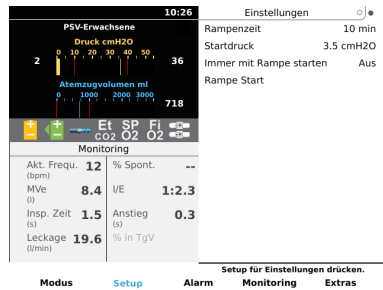 10:26
PSV-Erwachsene
Druck cmH2O
0 10 20 30 40 50
2 36
Atemzugvolumen ml
0 1000 2000 3000
718
Et SP Fi
CO2 O2 O2
Monitoring
Akt. Frequ. 12 % Spont. --
(bpm)
MVe 8.4 I/E 1:2.3
(l)
Insp. Zeit 1.5 Anstieg 0.3
(s) (s)
Leckage 19.6 % in TgV
(l/min)
Einstellungen
Rampenzeit 10 min
Startdruck 3.5 cmH2O
Immer mit Rampe starten Aus
Rampe Start
Setup für Einstellungen drücken.
Modus Setup Alarm Monitoring Extras